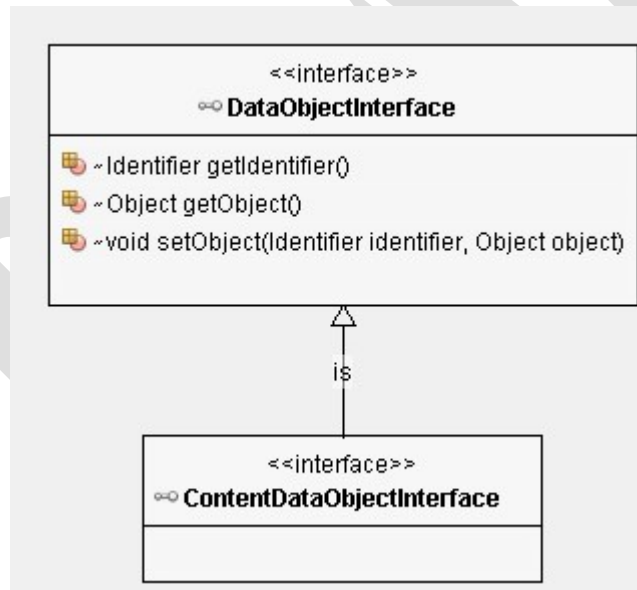 <<interface>>
DataObjectInterface
~Identifier getIdentifier()
~Object getObject()
~void setObject(Identifier identifier, Object object)
is
<<interface>>
ContentDataObjectInterface